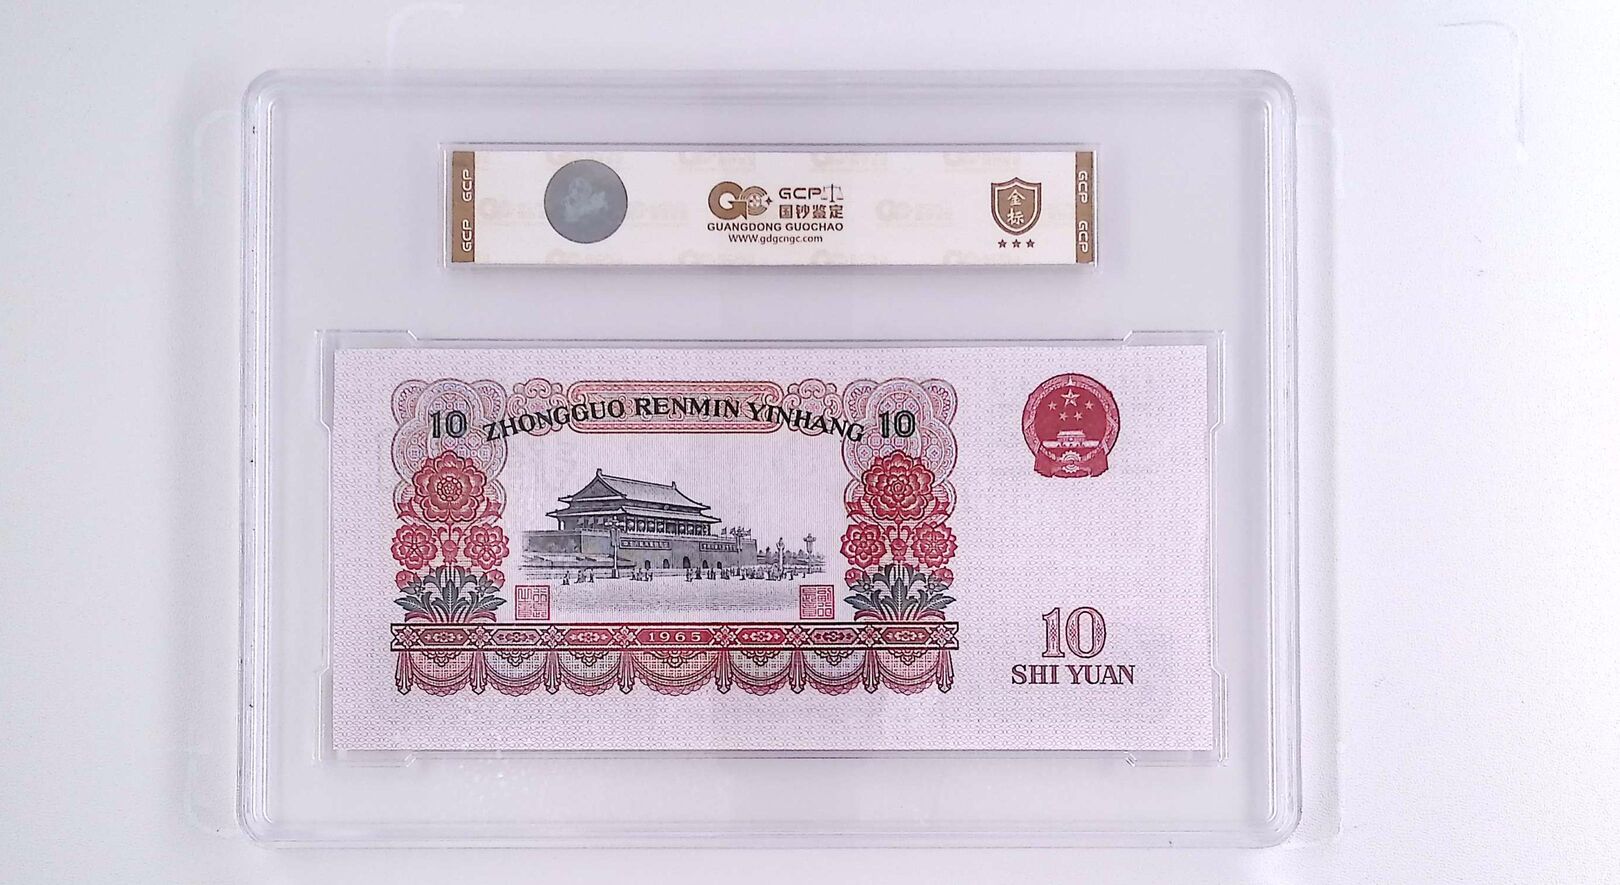 GCP GCP
GCP 国钞鉴定
GUANGDONG GUOCHAO
WWW.gdgcngc.com
金标
GCP GCP
10 ZHONGGUO RENMIN YINHANG 10
1965
10
SHI YUAN